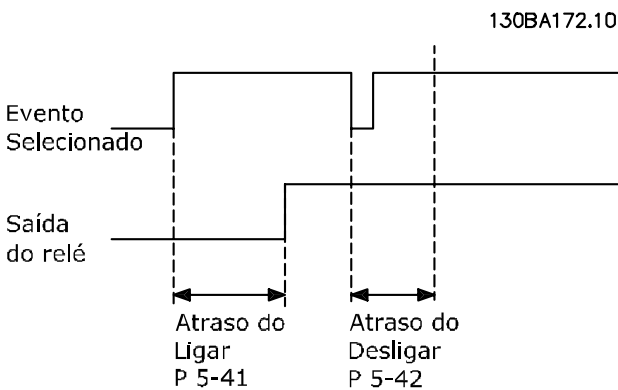 130BA172.10
Evento
Selecionado
Saída
do relé
Atraso do
Ligar
P 5-41
Atraso do
Desligar
P 5-42